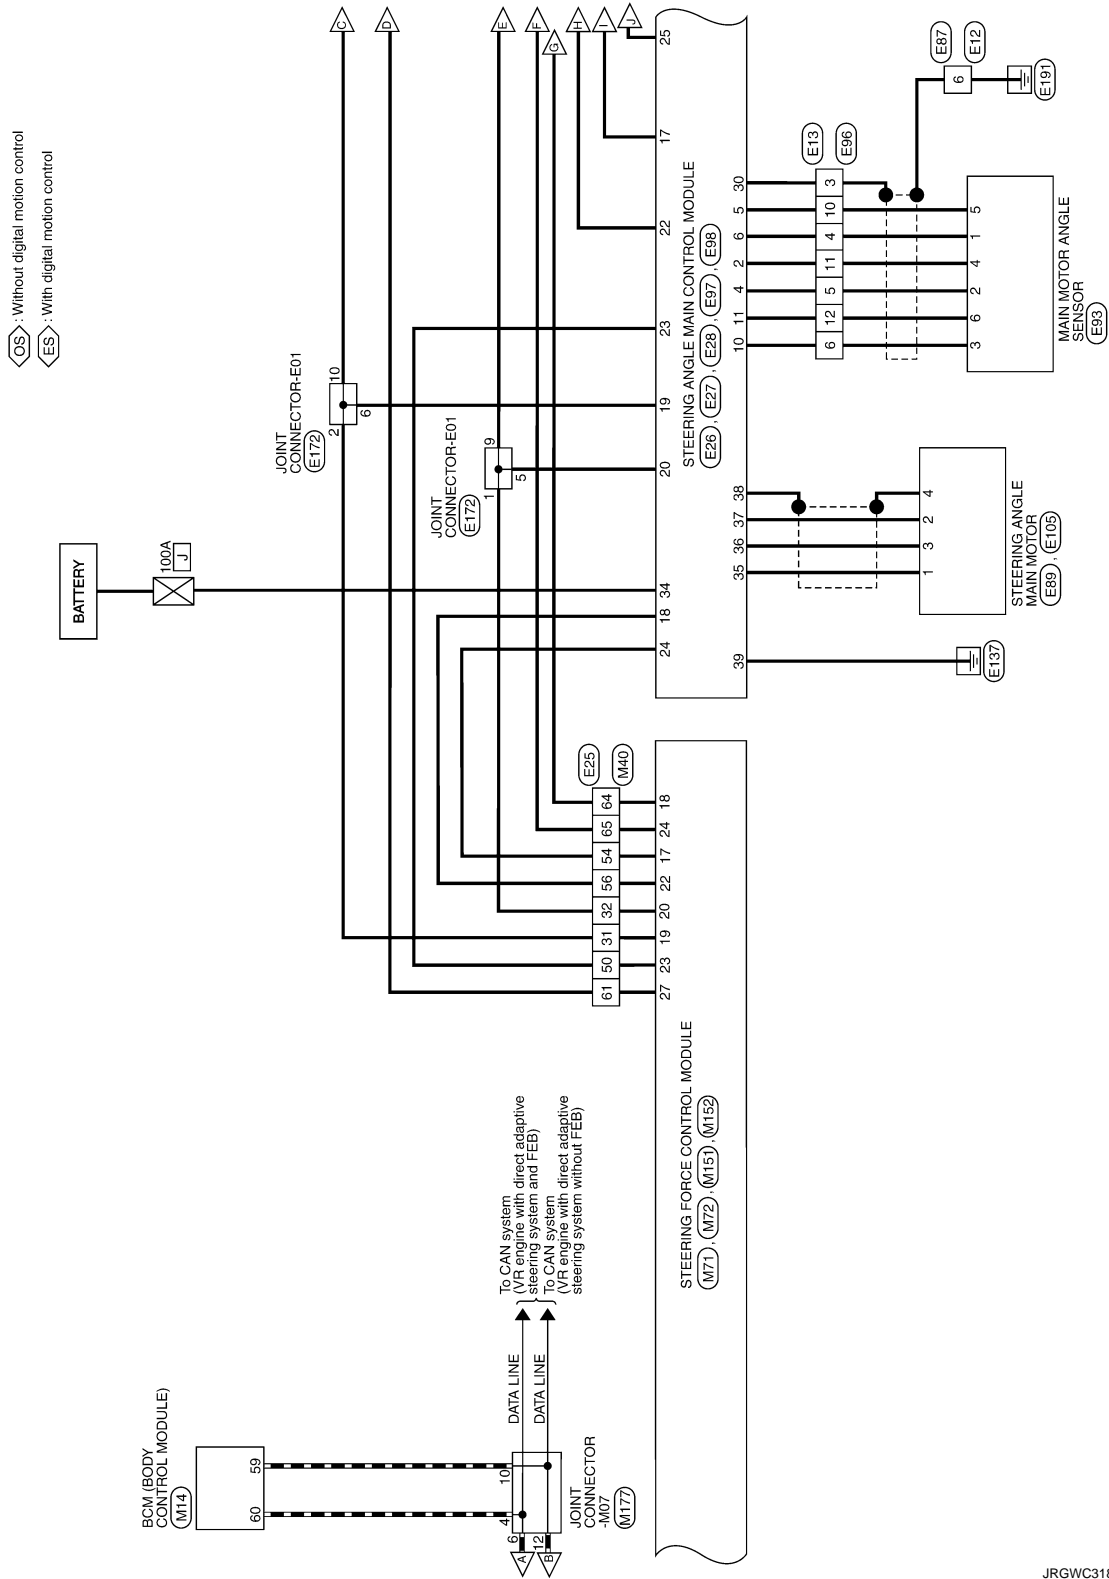 OS : Without digital motion control
ES : With digital motion control
BATTERY
100A
J
C
D
E
F
G
H
I
J
JOINT
CONNECTOR-E01
E172
2
10
6
JOINT
CONNECTOR-E01
E172
1
9
5
24
18
34
20
19
23
22
17
25
STEERING ANGLE MAIN CONTROL MODULE
E26 , E27 , E28 , E97 , E98
39
35
36
37
38
10
11
4
2
6
5
30
E13
E96
6
12
5
11
4
10
3
E87
E12
6
E191
3
6
2
4
1
5
MAIN MOTOR ANGLE
SENSOR
E93
1
3
2
4
STEERING ANGLE
MAIN MOTOR
E89 , E105
E137
E25
M40
61
50
31
32
56
54
65
64
27
23
19
20
22
17
24
18
STEERING FORCE CONTROL MODULE
M71 , M72 , M151 , M152
BCM (BODY
CONTROL MODULE)
M14
60
59
4
10
6
12
A
B
JOINT
CONNECTOR
-M07
M177
DATA LINE
DATA LINE
To CAN system
(VR engine with direct adaptive
steering system and FEB)
To CAN system
(VR engine with direct adaptive
steering system without FEB)